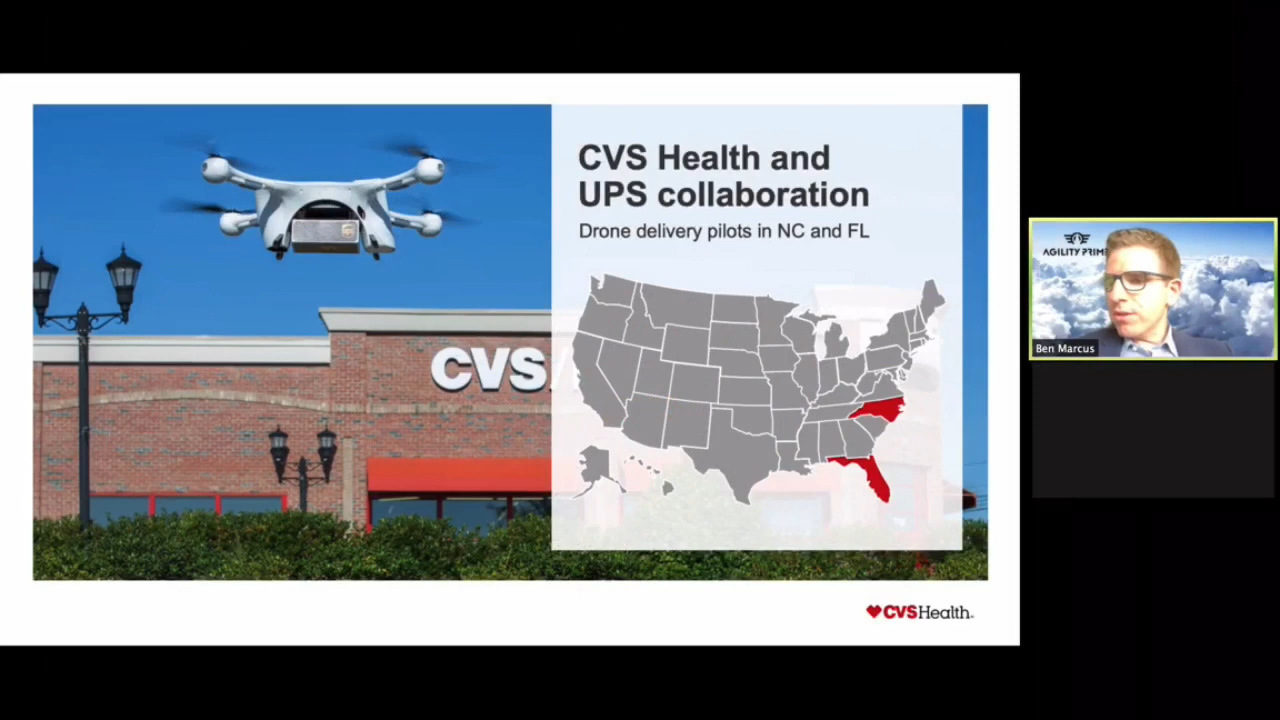 CVS Health and
UPS collaboration
Drone delivery pilots in NC and FL
CVS
CVSHealth.
AGILITY PRIME
Ben Marcus